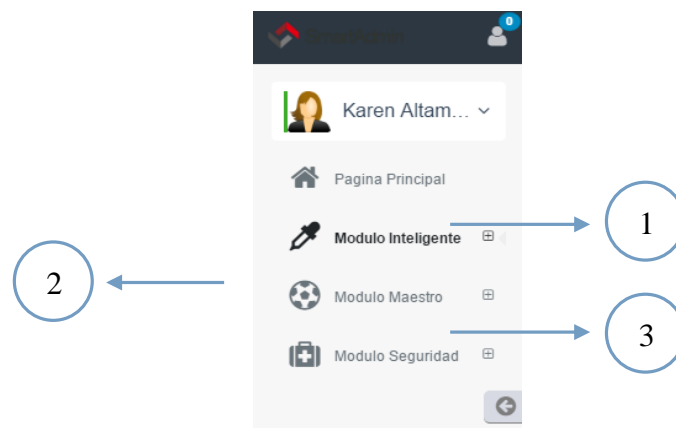 0
Karen Altam...
Pagina Principal
1
Modulo Inteligente
2
Modulo Maestro
3
Modulo Seguridad